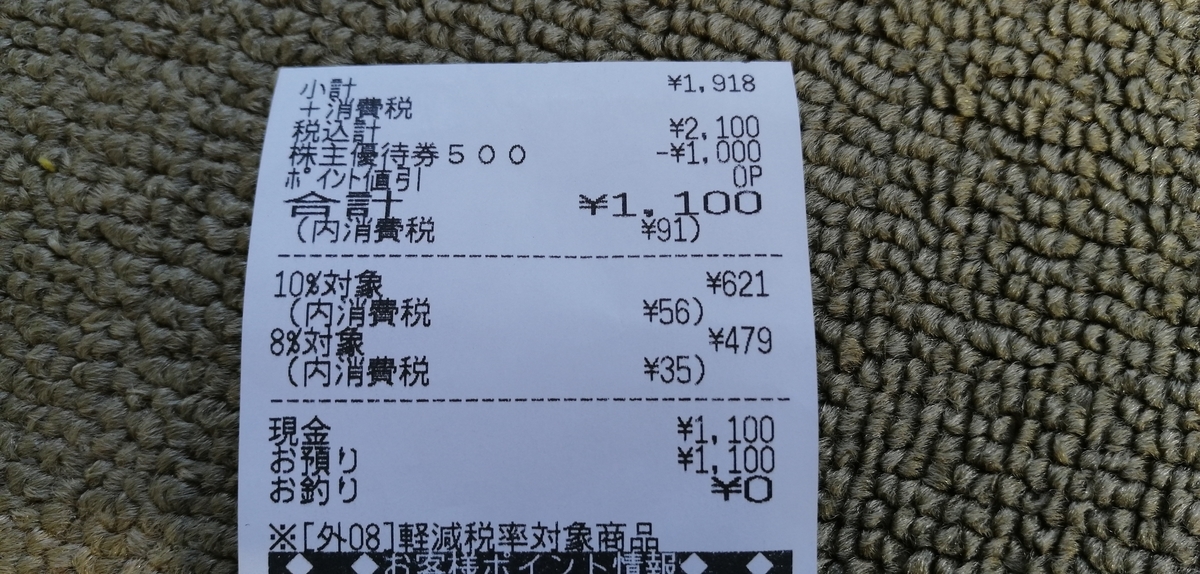 小計 ¥1,918
+消費税
税込計 ¥2,100
株主優待券500 -¥1,000
ポイント値引 0P
合計 ¥1,100
(内消費税 ¥91)
10%対象 ¥621
(内消費税 ¥56)
8%対象 ¥479
(内消費税 ¥35)
現金 ¥1,100
お預り ¥1,100
お釣り ¥0
※[外08]軽減税率対象商品
◆ ◆お客様ポイント情報◆ ◆